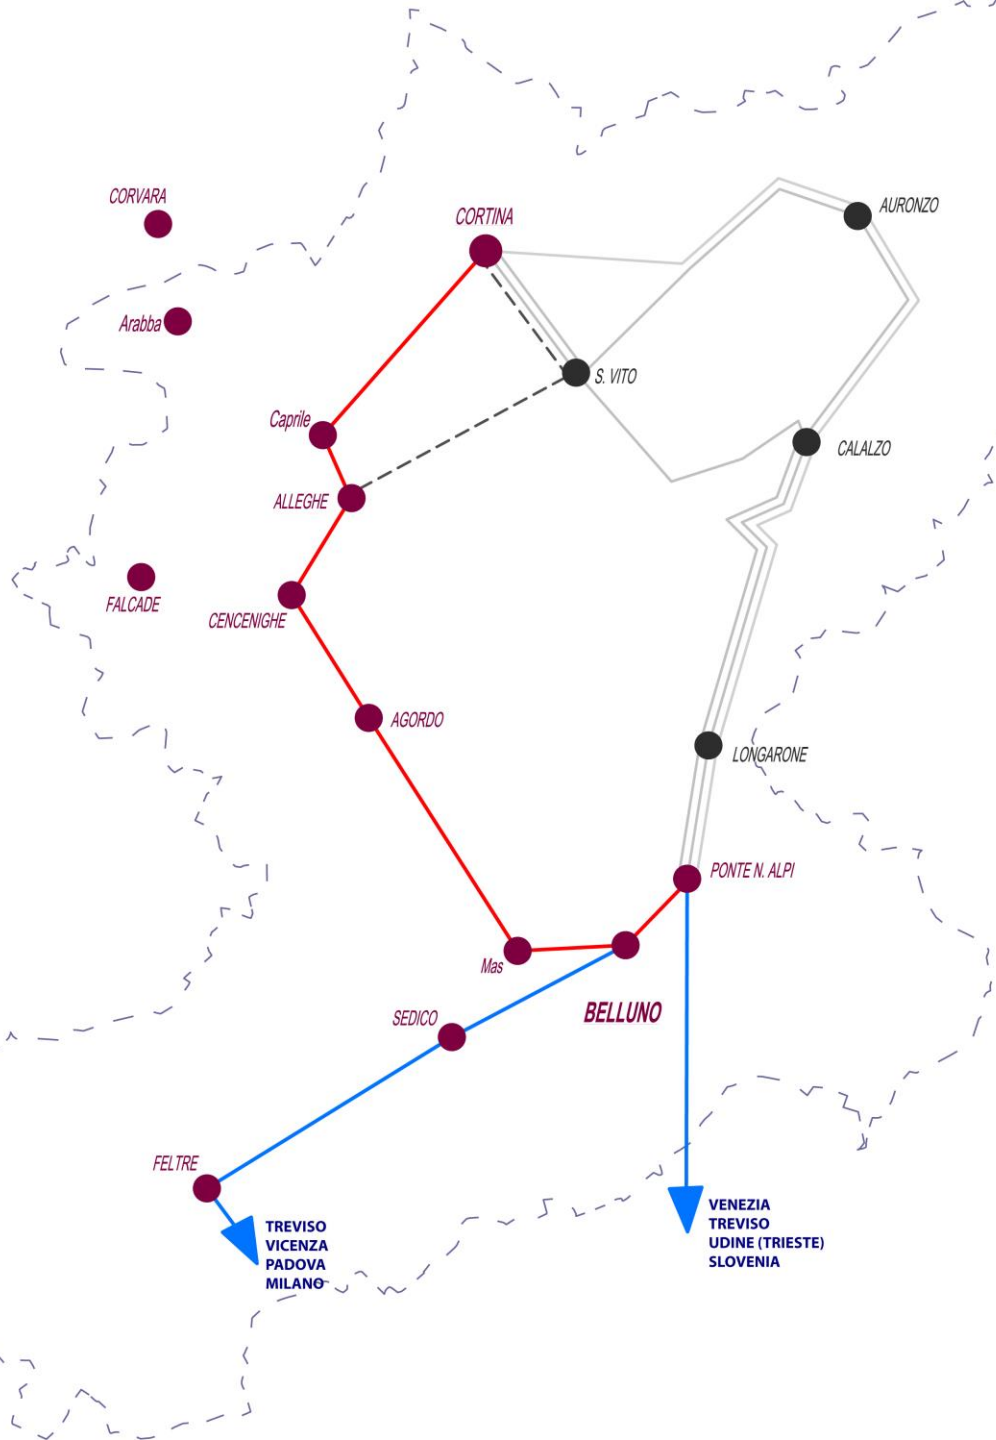 CORVARA
AURONZO
CORTINA
Arabba
S. VITO
Caprile
CALALZO
ALLEGHE
FALCADE
CENCENIGHE
AGORDO
LONGARONE
PONTE N. ALPI
Mas
BELLUNO
SEDICO
FELTRE
TREVISO
VICENZA
PADOVA
MILANO
VENEZIA
TREVISO
UDINE (TRIESTE)
SLOVENIA